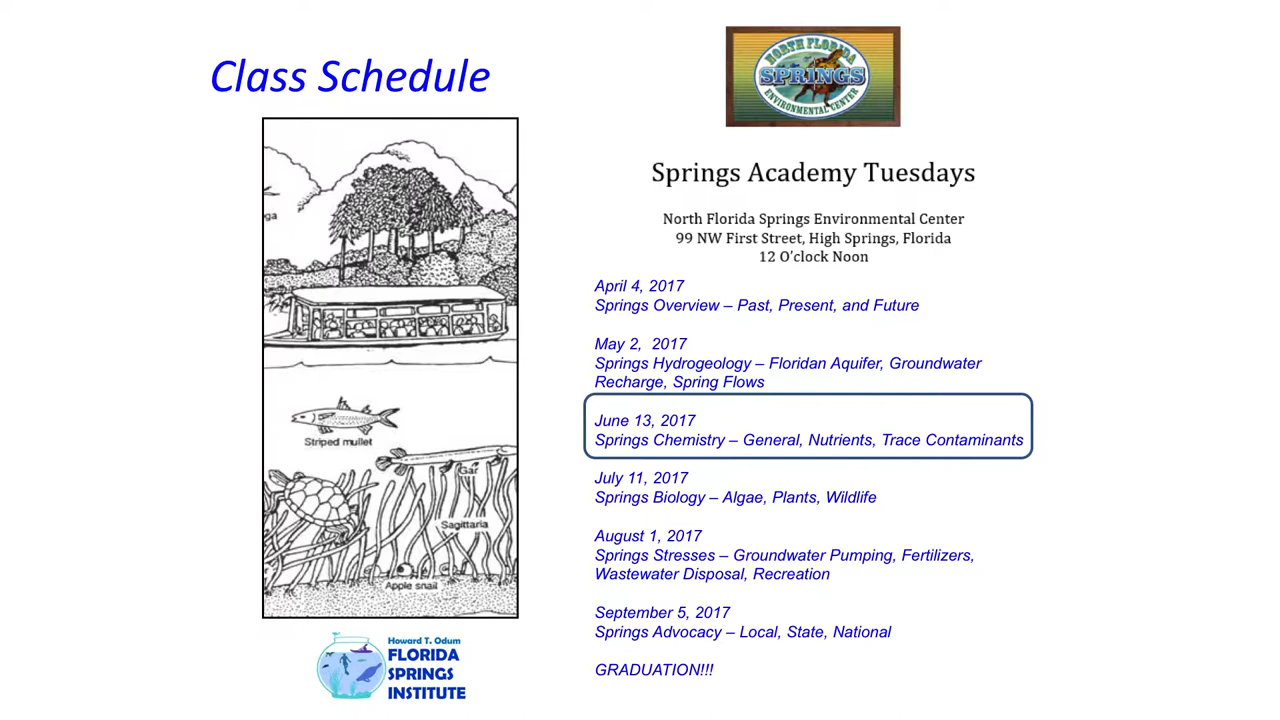 Class Schedule
NORTH FLORIDA
SPRINGS
ENVIRONMENTAL CENTER
Springs Academy Tuesdays
North Florida Springs Environmental Center
99 NW First Street, High Springs, Florida
12 O'clock Noon
April 4, 2017
Springs Overview – Past, Present, and Future
May 2,  2017
Springs Hydrogeology – Floridan Aquifer, Groundwater
Recharge, Spring Flows
June 13, 2017
Springs Chemistry – General, Nutrients, Trace Contaminants
July 11, 2017
Springs Biology – Algae, Plants, Wildlife
August 1, 2017
Springs Stresses – Groundwater Pumping, Fertilizers,
Wastewater Disposal, Recreation
September 5, 2017
Springs Advocacy – Local, State, National
GRADUATION!!!
Striped mullet
Gar
Sagittaria
Apple snail
Howard T. Odum
FLORIDA
SPRINGS
INSTITUTE